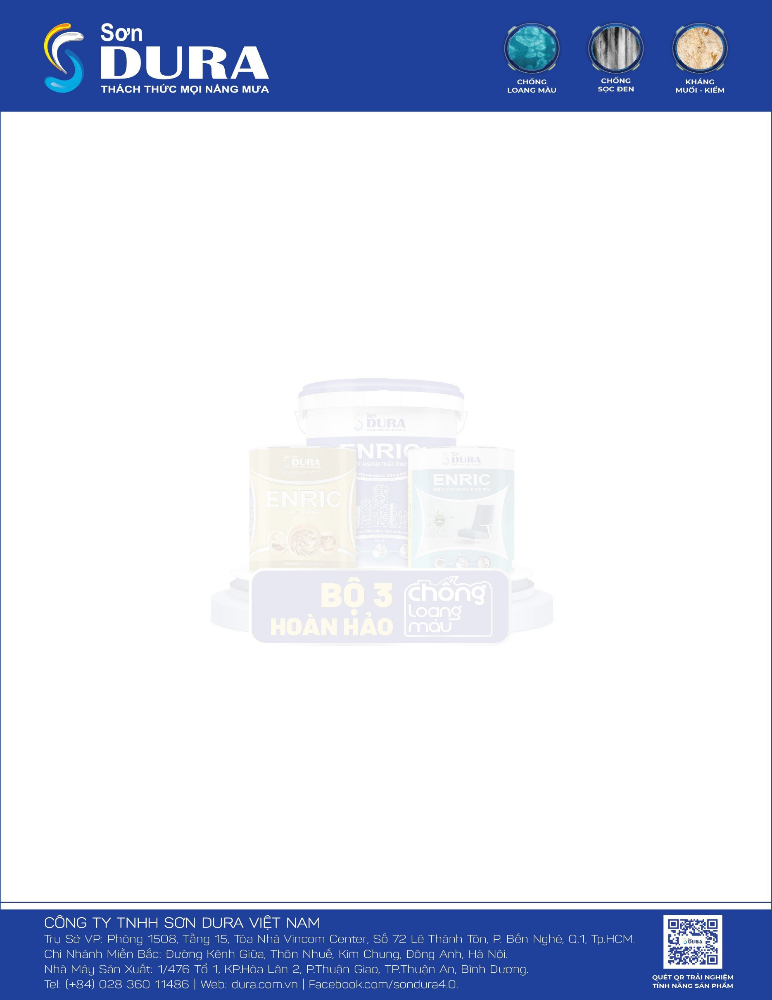 Sơn
DURA
THÁCH THỨC MỌI NẮNG MƯA
CHỐNG
LOANG MÀU
CHỐNG
SỌC ĐEN
KHÁNG
MUỐI - KIỀM
Sơn
DURA
ENRIC
NGOẠI THẤT CAO
Sơn
DURA
ENRIC
Sơn
DURA
ENRIC
SƠN CHỐNG BÁM BẨN NỘI THẤT
BỘ 3
HOÀN HẢO
chống
loang
màu
CÔNG TY TNHH SƠN DURA VIỆT NAM
Trụ Sở VP: Phòng 1508, Tầng 15, Tòa Nhà Vincom Center, Số 72 Lê Thánh Tôn, P. Bến Nghé, Q.1, Tp.HCM.
Chi Nhánh Miền Bắc: Đường Kênh Giữa, Thôn Nhuế, Kim Chung, Đông Anh, Hà Nội.
Nhà Máy Sản Xuất: 1/476 Tổ 1, KP.Hòa Lân 2, P.Thuận Giao, TP.Thuận An, Bình Dương.
Tel: (+84) 028 360 11486 | Web: dura.com.vn | Facebook.com/sondura4.0.
DURA
QUÉT QR TRẢI NGHIỆM
TÍNH NĂNG SẢN PHẨM